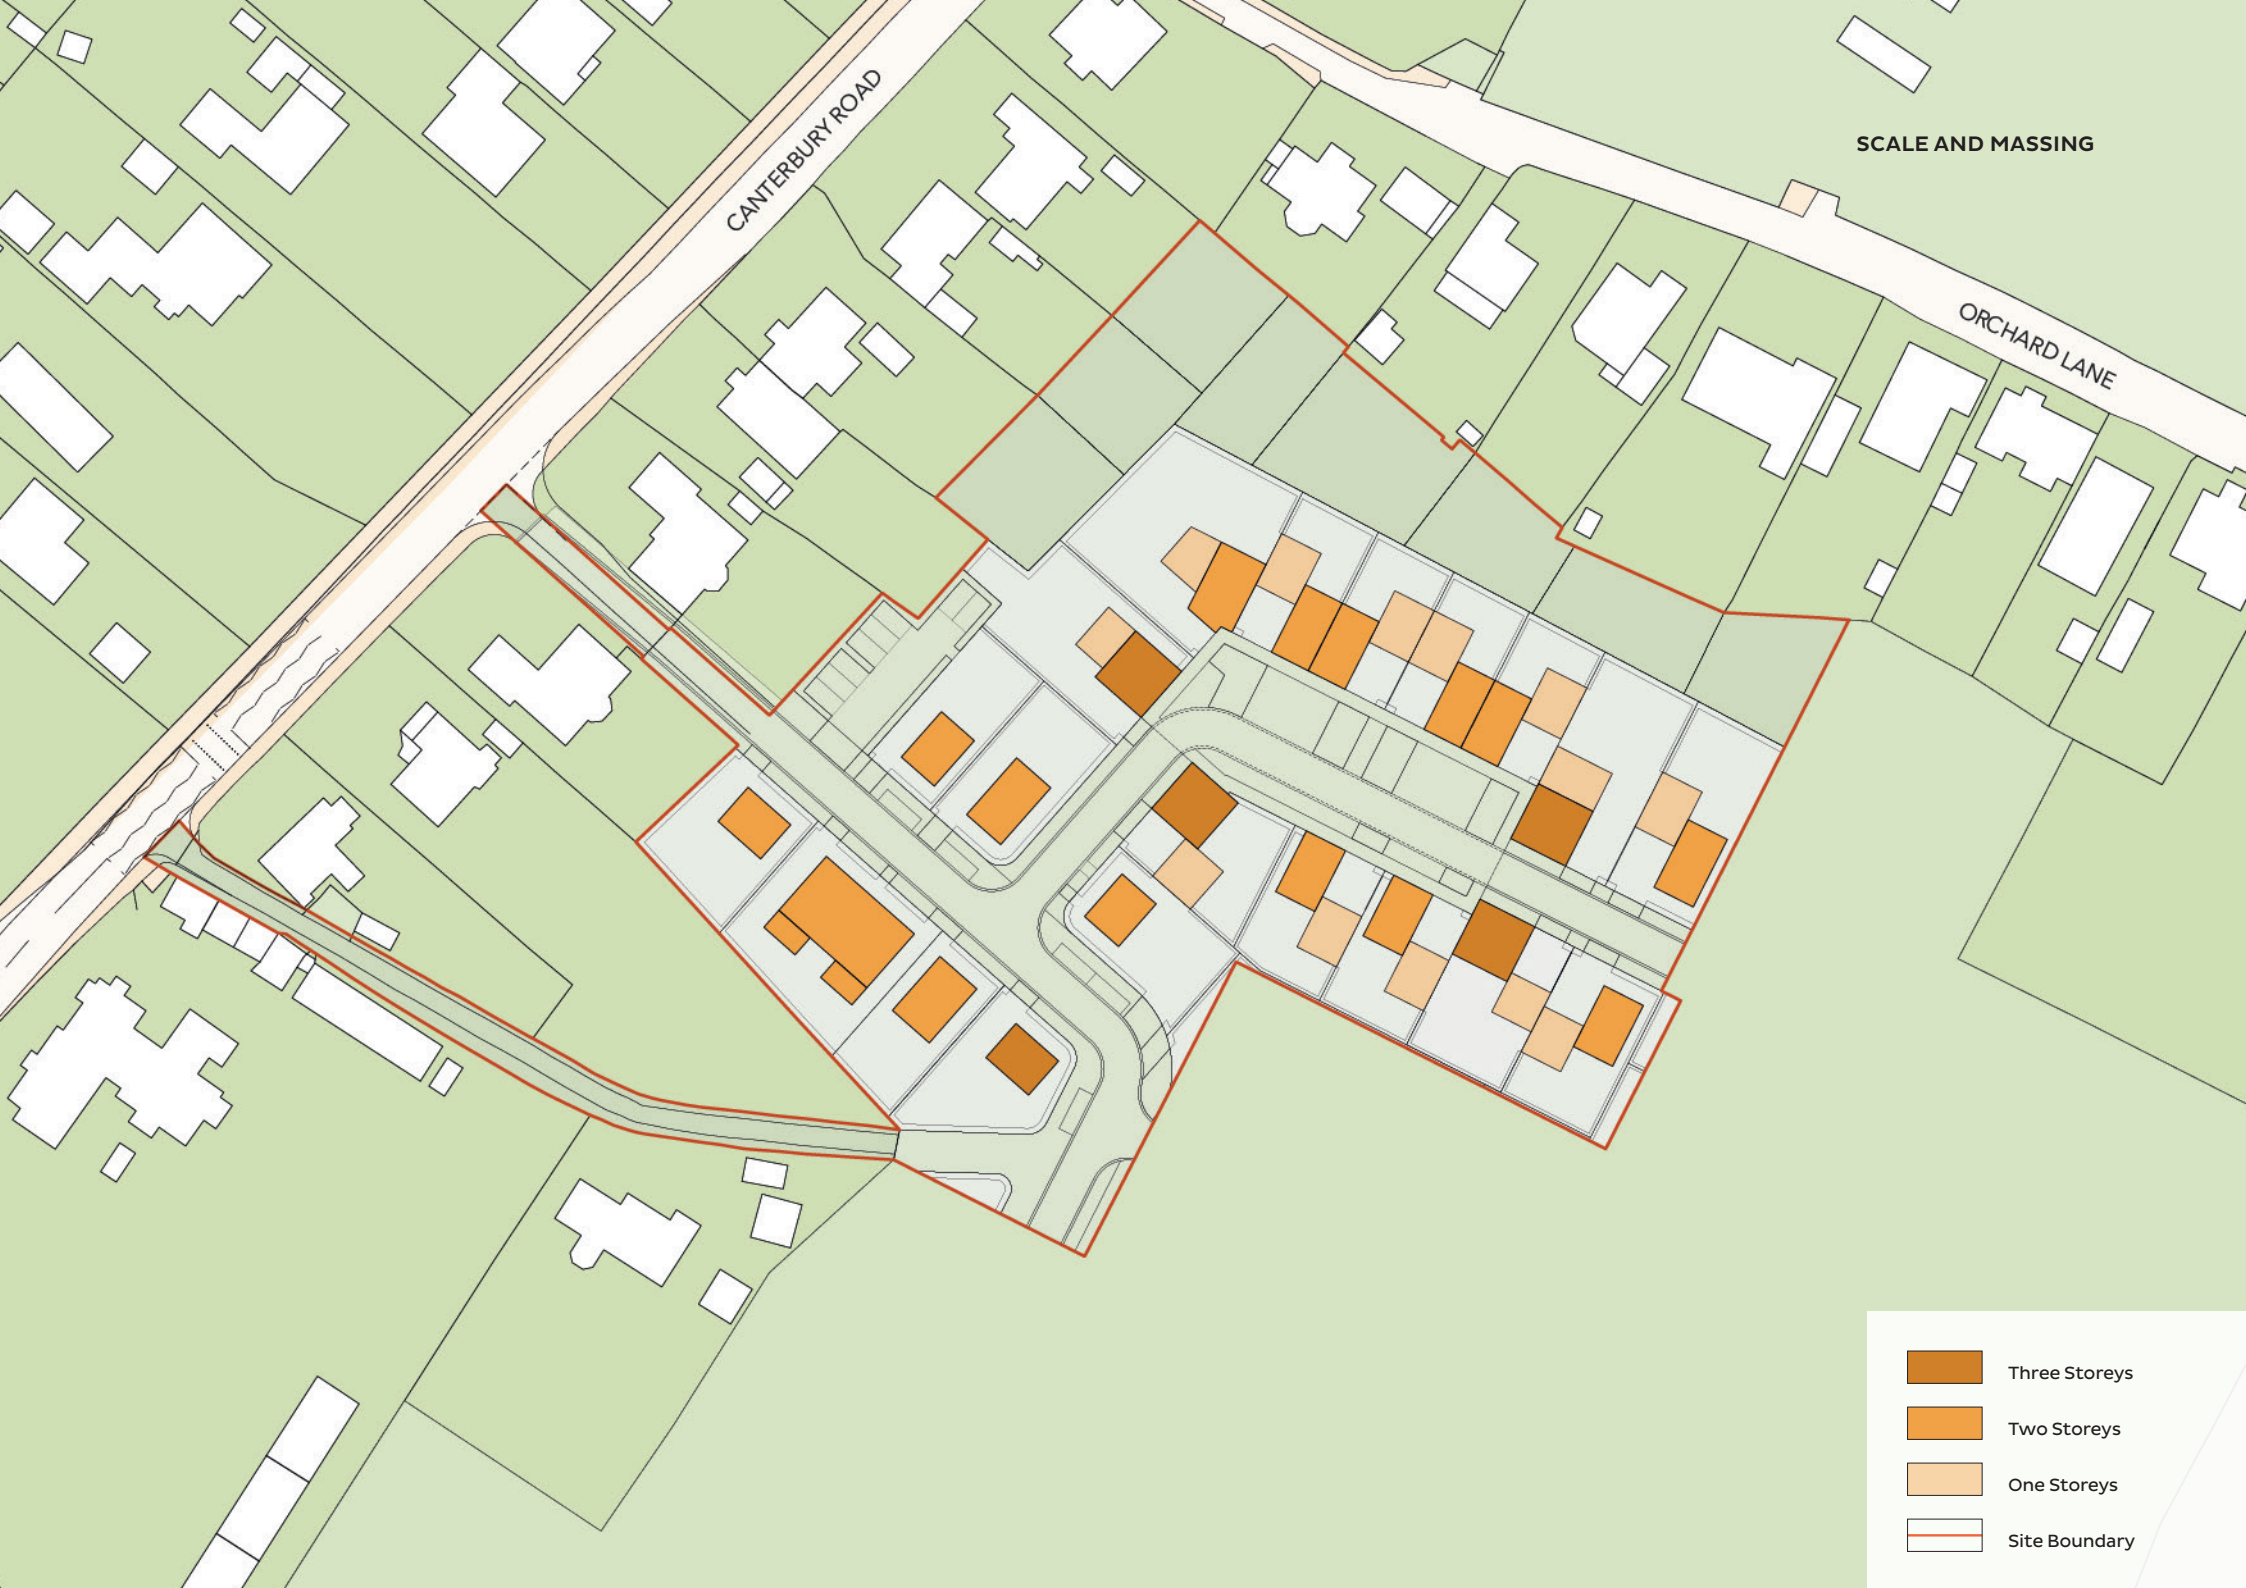 CANTERBURY ROAD
SCALE AND MASSING
ORCHARD LANE
Three Storeys
Two Storeys
One Storeys
Site Boundary